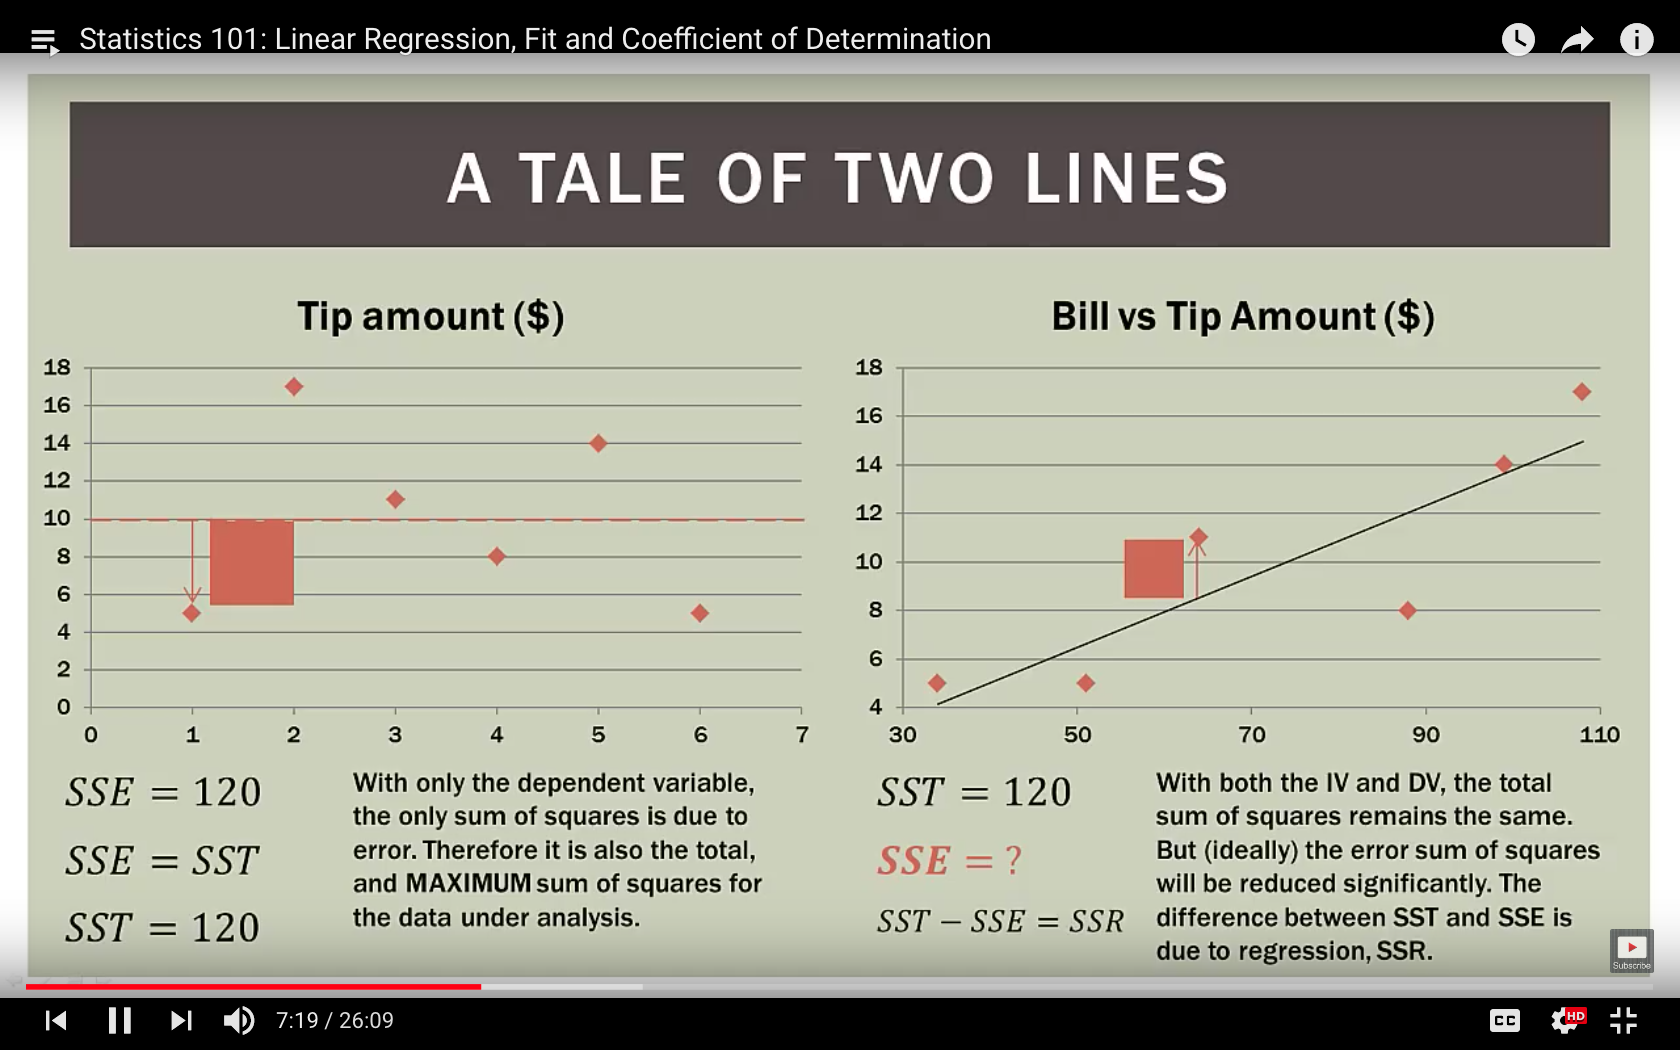 Statistics 101: Linear Regression, Fit and Coefficient of Determination
A TALE OF TWO LINES
Tip amount ($)
18
16
14
12
10
8
6
4
2
0
0 1 2 3 4 5 6 7
SSE = 120
SSE = SST
SST = 120
With only the dependent variable,
the only sum of squares is due to
error. Therefore it is also the total,
and MAXIMUM sum of squares for
the data under analysis.
Bill vs Tip Amount ($)
18
16
14
12
10
8
6
4
30 50 70 90 110
SST = 120
SSE = ?
SST − SSE = SSR
With both the IV and DV, the total
sum of squares remains the same.
But (ideally) the error sum of squares
will be reduced significantly. The
difference between SST and SSE is
due to regression, SSR.
Subscribe
7:19 / 26:09
CC
HD